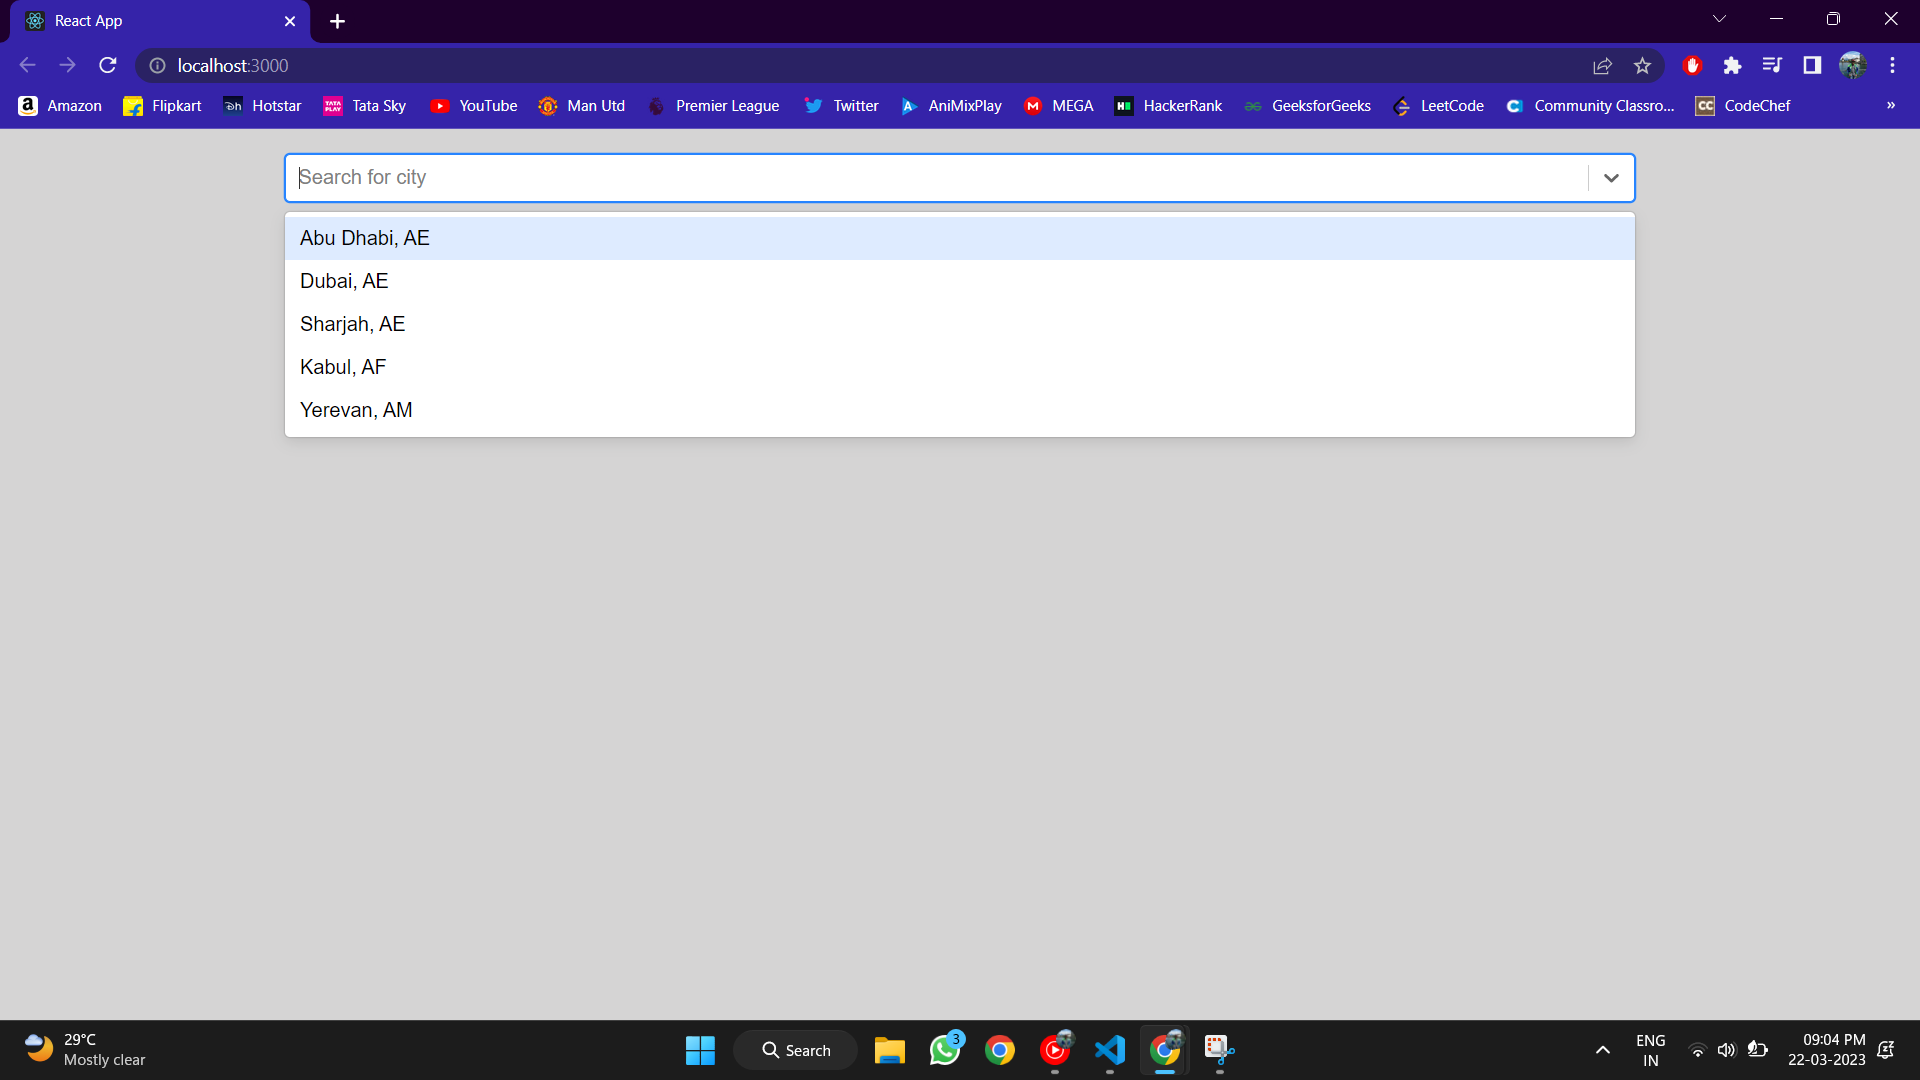 React App
localhost:3000
Amazon Flipkart Hotstar Tata Sky YouTube Man Utd Premier League Twitter AniMixPlay MEGA HackerRank GeeksforGeeks LeetCode Community Classro... CodeChef »
Search for city
Abu Dhabi, AE
Dubai, AE
Sharjah, AE
Kabul, AF
Yerevan, AM
29°C
Mostly clear
Search
3
ENG
IN
09:04 PM
22-03-2023